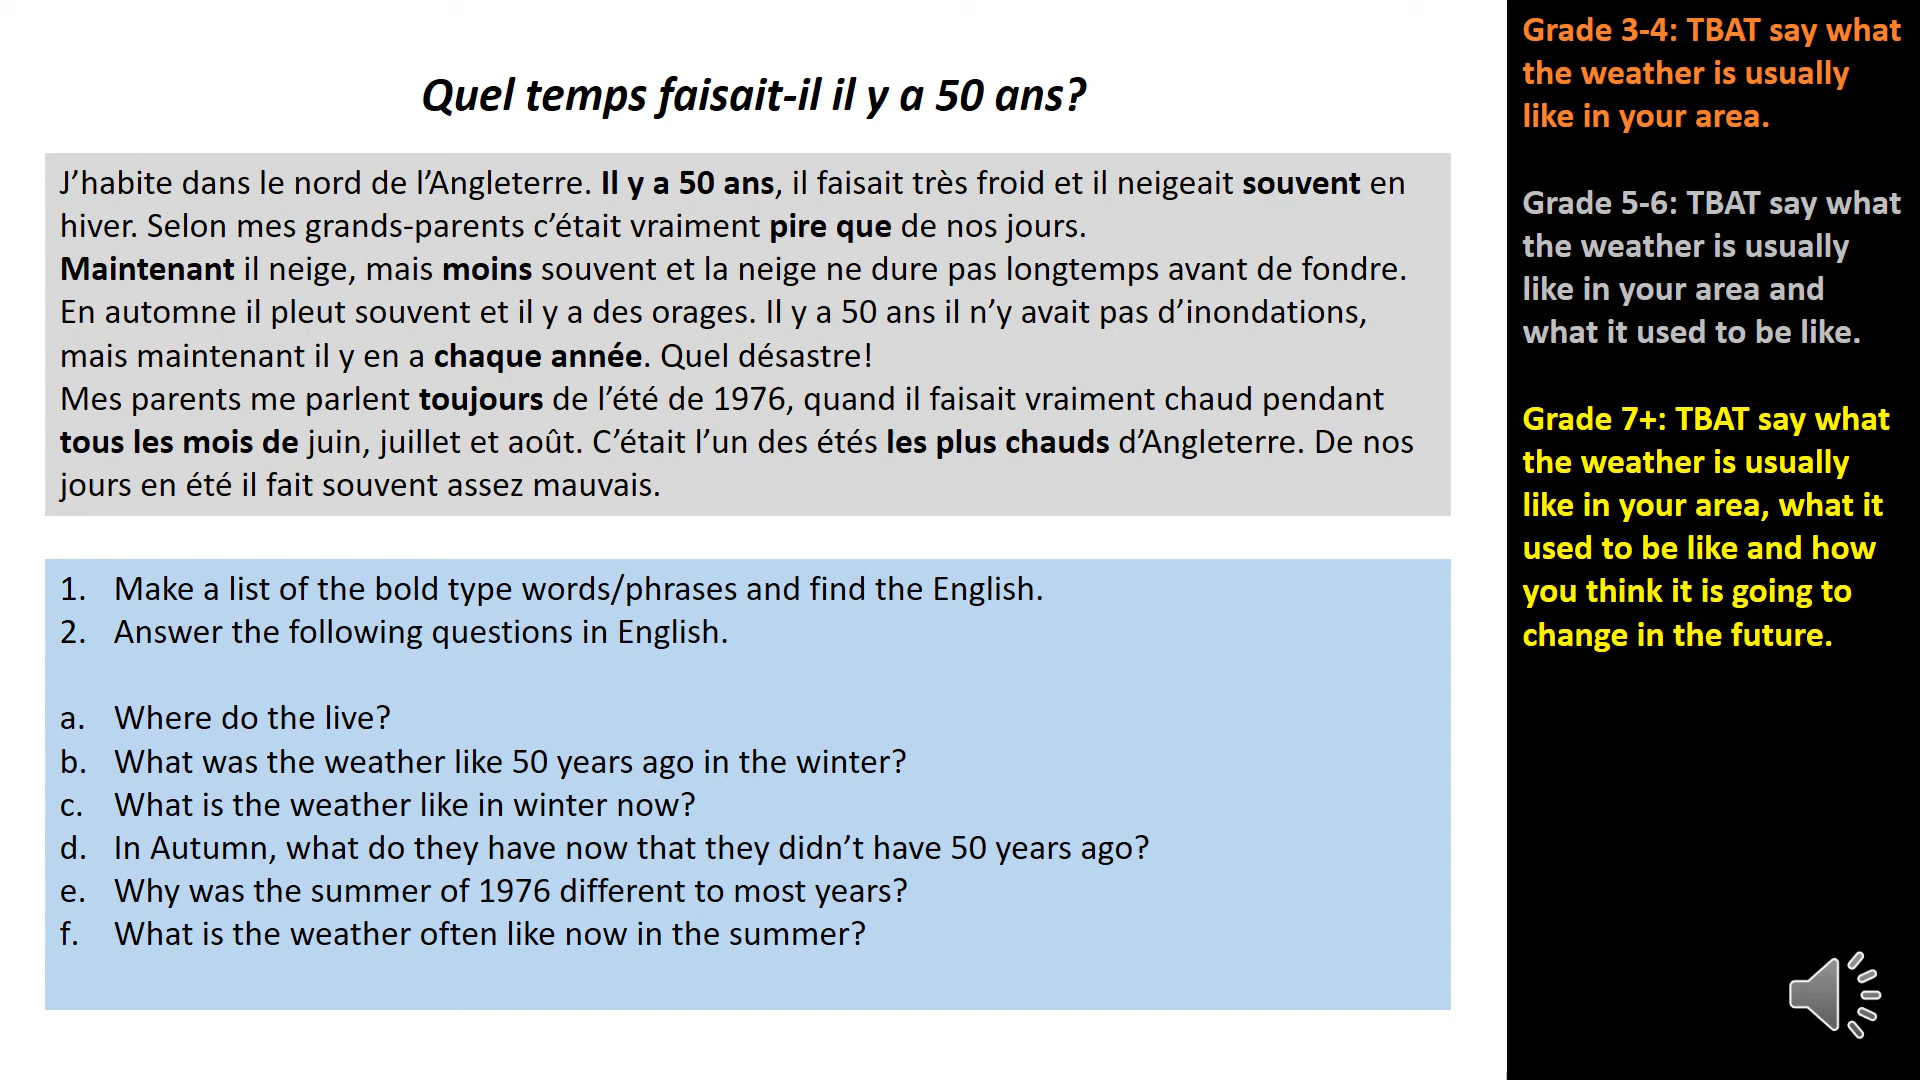 Quel temps faisait-il il y a 50 ans?
J’habite dans le nord de l’Angleterre. Il y a 50 ans, il faisait très froid et il neigeait souvent en
hiver. Selon mes grands-parents c’était vraiment pire que de nos jours.
Maintenant il neige, mais moins souvent et la neige ne dure pas longtemps avant de fondre.
En automne il pleut souvent et il y a des orages. Il y a 50 ans il n’y avait pas d’inondations,
mais maintenant il y en a chaque année. Quel désastre!
Mes parents me parlent toujours de l’été de 1976, quand il faisait vraiment chaud pendant
tous les mois de juin, juillet et août. C’était l’un des étés les plus chauds d’Angleterre. De nos
jours en été il fait souvent assez mauvais.
1. Make a list of the bold type words/phrases and find the English.
2. Answer the following questions in English.
a. Where do the live?
b. What was the weather like 50 years ago in the winter?
c. What is the weather like in winter now?
d. In Autumn, what do they have now that they didn’t have 50 years ago?
e. Why was the summer of 1976 different to most years?
f. What is the weather often like now in the summer?
Grade 3-4: TBAT say what
the weather is usually
like in your area.
Grade 5-6: TBAT say what
the weather is usually
like in your area and
what it used to be like.
Grade 7+: TBAT say what
the weather is usually
like in your area, what it
used to be like and how
you think it is going to
change in the future.